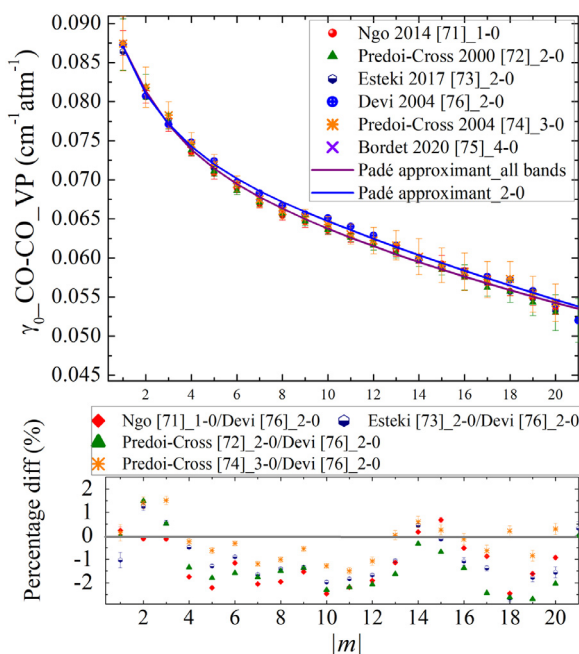 0.090
0.085
0.080
0.075
0.070
0.065
0.060
0.055
0.050
0.045
γ₀_CO-CO_VP (cm⁻¹atm⁻¹)
Ngo 2014 [71]_1-0
Predoi-Cross 2000 [72]_2-0
Esteki 2017 [73]_2-0
Devi 2004 [76]_2-0
Predoi-Cross 2004 [74]_3-0
Bordet 2020 [75]_4-0
Padé approximant_all bands
Padé approximant_2-0
2 4 6 8 10 12 14 16 18 20
Ngo [71]_1-0/Devi [76]_2-0 Esteki [73]_2-0/Devi [76]_2-0
Predoi-Cross [72]_2-0/Devi [76]_2-0
Predoi-Cross [74]_3-0/Devi [76]_2-0
Percentage diff (%)
2
1
0
-1
-2
2 4 6 8 10 12 14 16 18 20
|m|